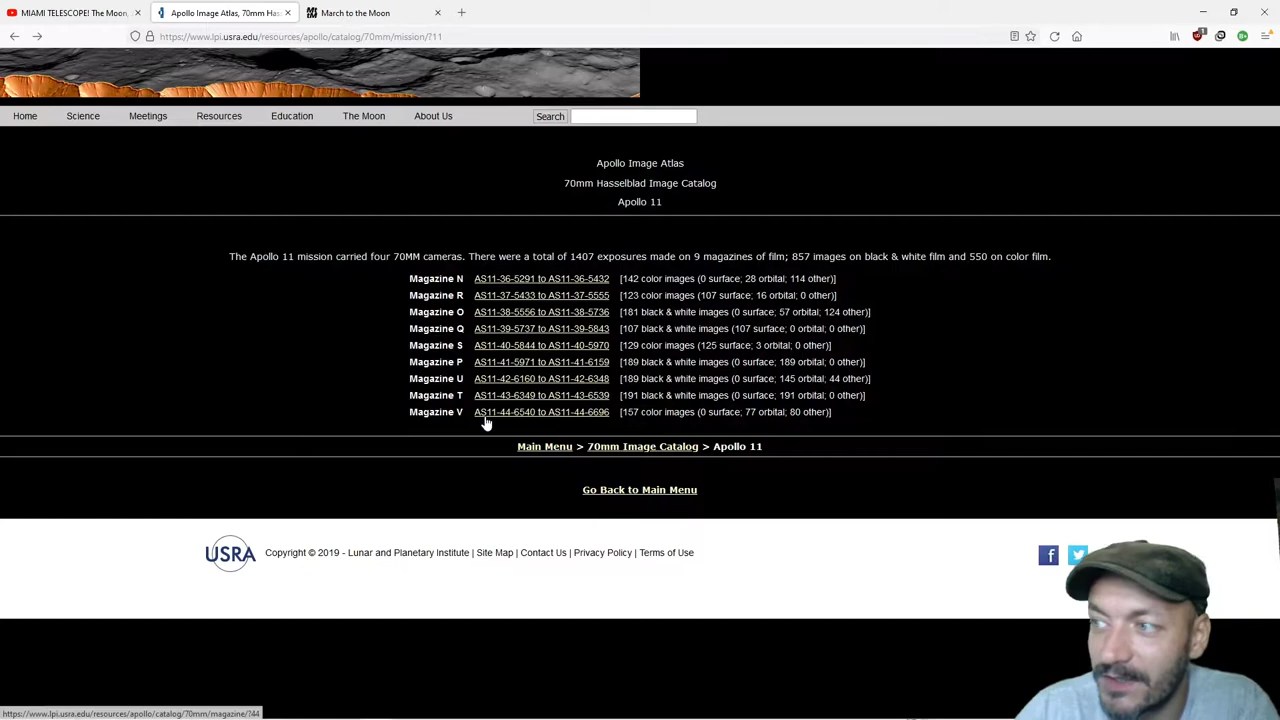 MIAMI TELESCOPE! The Moon,
Apollo Image Atlas, 70mm Has
March to the Moon
https://www.lpi.usra.edu/resources/apollo/catalog/70mm/mission/?11
Home Science Meetings Resources Education The Moon About Us Search
Apollo Image Atlas
70mm Hasselblad Image Catalog
Apollo 11
The Apollo 11 mission carried four 70MM cameras. There were a total of 1407 exposures made on 9 magazines of film; 857 images on black & white film and 550 on color film.
Magazine N AS11-36-5291 to AS11-36-5432 [142 color images (0 surface; 28 orbital; 114 other)]
Magazine R AS11-37-5433 to AS11-37-5555 [123 color images (107 surface; 16 orbital; 0 other)]
Magazine O AS11-38-5556 to AS11-38-5736 [181 black & white images (0 surface; 57 orbital; 124 other)]
Magazine Q AS11-39-5737 to AS11-39-5843 [107 black & white images (107 surface; 0 orbital; 0 other)]
Magazine S AS11-40-5844 to AS11-40-5970 [129 color images (125 surface; 3 orbital; 0 other)]
Magazine P AS11-41-5971 to AS11-41-6159 [189 black & white images (0 surface; 189 orbital; 0 other)]
Magazine U AS11-42-6160 to AS11-42-6348 [189 black & white images (0 surface; 145 orbital; 44 other)]
Magazine T AS11-43-6349 to AS11-43-6539 [191 black & white images (0 surface; 191 orbital; 0 other)]
Magazine V AS11-44-6540 to AS11-44-6696 [157 color images (0 surface; 77 orbital; 80 other)]
Main Menu > 70mm Image Catalog > Apollo 11
Go Back to Main Menu
USRA Copyright © 2019 - Lunar and Planetary Institute | Site Map | Contact Us | Privacy Policy | Terms of Use
https://www.lpi.usra.edu/resources/apollo/catalog/70mm/magazine/?44